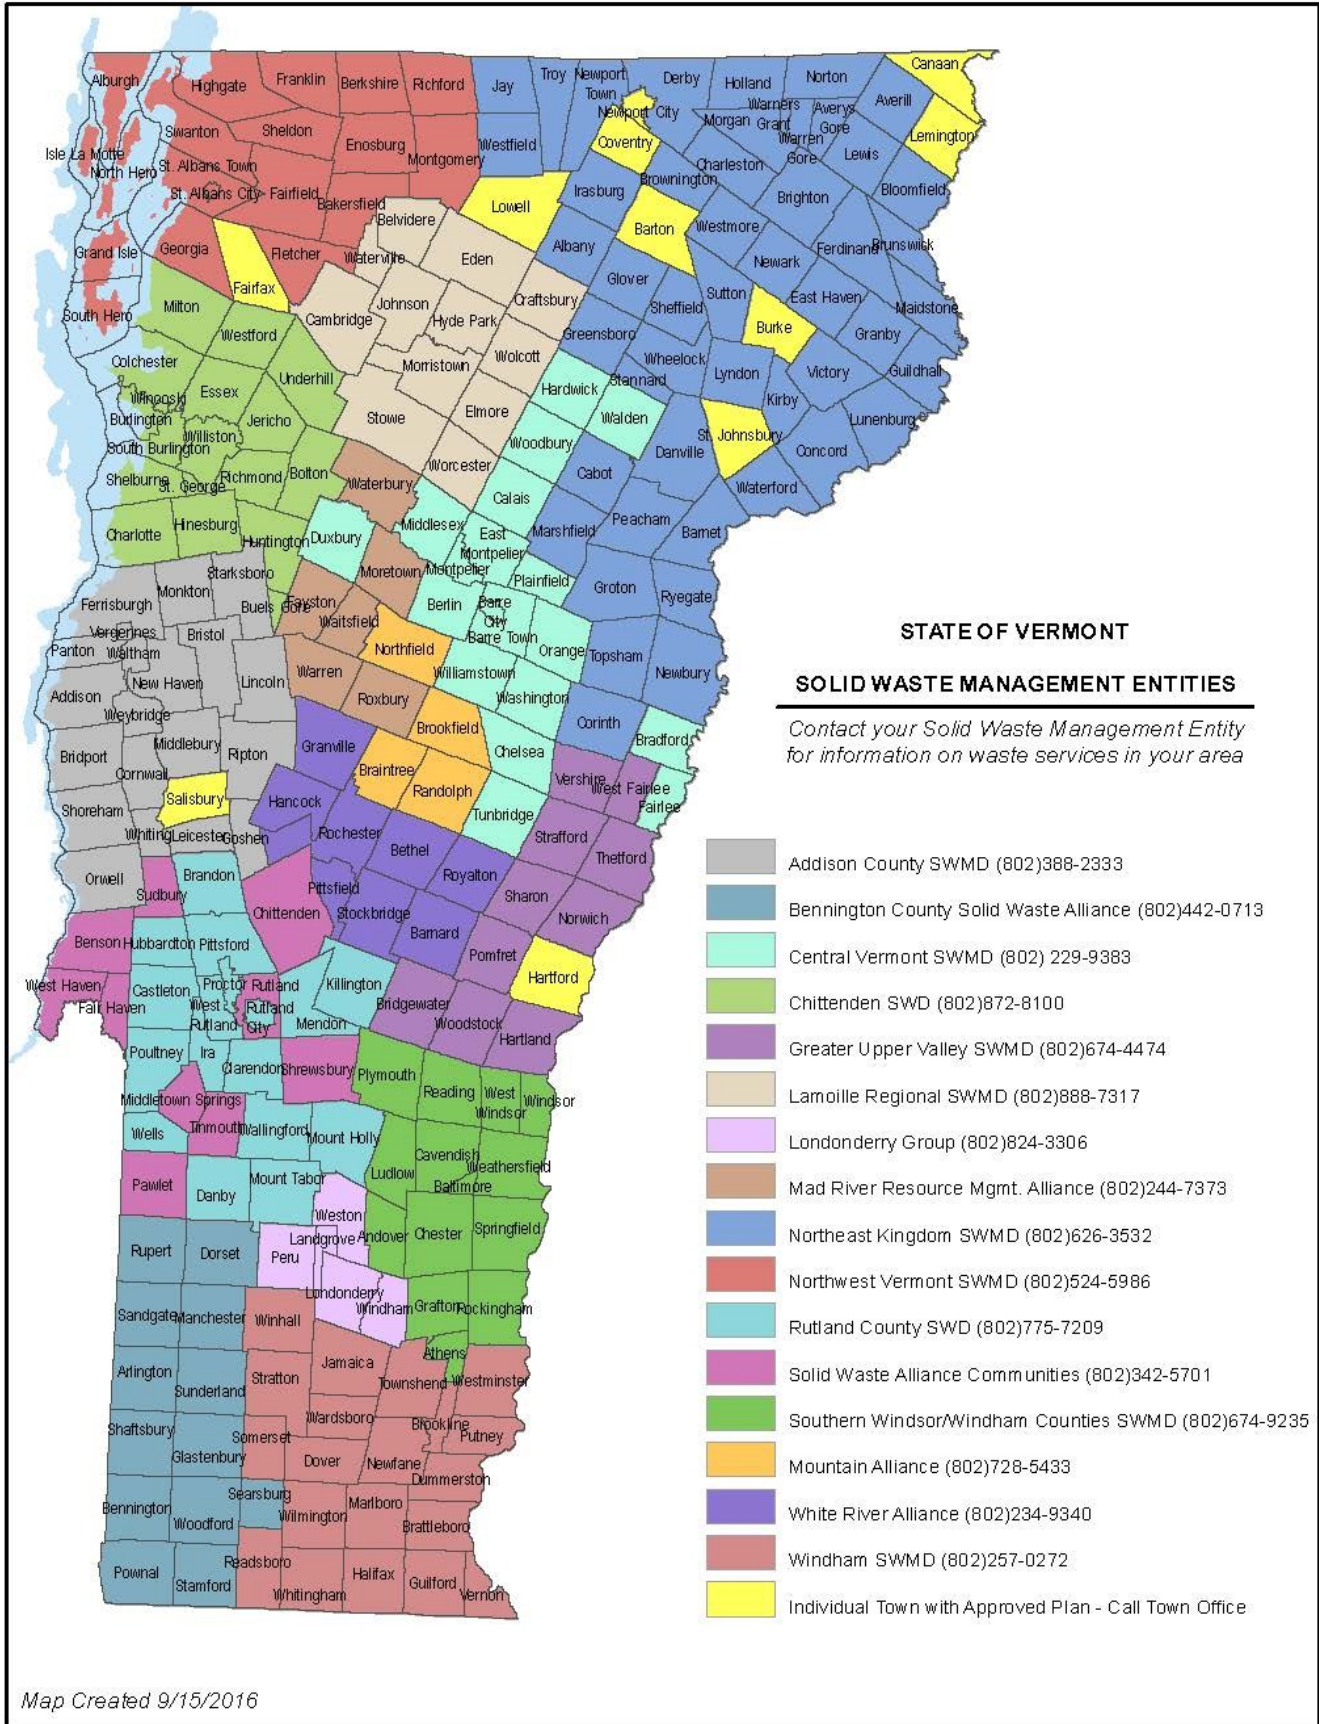 Alburgh
Highgate
Franklin
Berkshire
Richford
Jay
Troy
Newport
Town
Derby
Holland
Norton
Canaan
Averill
Newport City
Warners
Grant
Averys
Gore
Morgan
Warren
Gore
Lewis
Lemington
Swanton
Sheldon
Enosburg
Montgomery
Westfield
Coventry
Isle La Motte
North Hero
St. Albans Town
St. Albans City
Fairfield
Bakersfield
Charleston
Brownington
Brighton
Bloomfield
Irasburg
Lowell
Belvidere
Barton
Westmore
Ferdinand
Brunswick
Grand Isle
Georgia
Fletcher
Waterville
Eden
Albany
Newark
Fairfax
Glover
South Hero
Milton
Cambridge
Johnson
Hyde Park
Craftsbury
Sheffield
Sutton
East Haven
Maidstone
Westford
Greensboro
Burke
Granby
Colchester
Underhill
Morristown
Wolcott
Wheelock
Lyndon
Victory
Guildhall
Winooski
Essex
Hardwick
Stannard
Kirby
Burlington
Jericho
Stowe
Elmore
Walden
Lunenburg
South Burlington
Williston
Woodbury
Danville
St. Johnsbury
Concord
Shelburne
St. George
Richmond
Bolton
Waterbury
Worcester
Cabot
Waterford
Calais
Charlotte
Hinesburg
Huntington
Duxbury
Middlesex
East
Montpelier
Marshfield
Peacham
Barnet
Starksboro
Moretown
Montpelier
Plainfield
Monkton
Groton
Ryegate
Ferrisburgh
Buels Gore
Fayston
Berlin
Barre
City
Waitsfield
Vergennes
Bristol
Barre Town
Panton
Waltham
Northfield
Orange
Topsham
Newbury
Addison
New Haven
Lincoln
Warren
Williamstown
Washington
Roxbury
Weybridge
Brookfield
Corinth
Bradford
Bridport
Middlebury
Ripton
Granville
Chelsea
Cornwall
Braintree
Randolph
Vershire
West Fairlee
Fairlee
Salisbury
Hancock
Shoreham
Tunbridge
Whiting
Leicester
Goshen
Rochester
Bethel
Strafford
Thetford
Orwell
Sudbury
Brandon
Pittsfield
Royalton
Sharon
Chittenden
Stockbridge
Norwich
Benson
Hubbardton
Pittsford
Barnard
Pomfret
Hartford
West Haven
Fair Haven
Castleton
Proctor
Rutland
Killington
West
Rutland
Rutland
City
Mendon
Bridgewater
Woodstock
Hartland
Poultney
Ira
Clarendon
Shrewsbury
Plymouth
Reading
West
Windsor
Windsor
Middletown Springs
Wells
Tinmouth
Wallingford
Mount Holly
Ludlow
Cavendish
Weathersfield
Baltimore
Pawlet
Danby
Mount Tabor
Weston
Landgrove
Andover
Chester
Springfield
Rupert
Dorset
Peru
Londonderry
Windham
Grafton
Rockingham
Sandgate
Manchester
Winhall
Athens
Arlington
Sunderland
Stratton
Jamaica
Townshend
Westminster
Wardsboro
Brookline
Putney
Shaftsbury
Glastenbury
Somerset
Dover
Newfane
Dummerston
Bennington
Woodford
Searsburg
Wilmington
Marlboro
Brattleboro
Pownal
Stamford
Readsboro
Whitingham
Halifax
Guilford
Vernon
STATE OF VERMONT
SOLID WASTE MANAGEMENT ENTITIES
Contact your Solid Waste Management Entity
for information on waste services in your area
Addison County SWMD (802)388-2333
Bennington County Solid Waste Alliance (802)442-0713
Central Vermont SWMD (802) 229-9383
Chittenden SWD (802)872-8100
Greater Upper Valley SWMD (802)674-4474
Lamoille Regional SWMD (802)888-7317
Londonderry Group (802)824-3306
Mad River Resource Mgmt. Alliance (802)244-7373
Northeast Kingdom SWMD (802)626-3532
Northwest Vermont SWMD (802)524-5986
Rutland County SWD (802)775-7209
Solid Waste Alliance Communities (802)342-5701
Southern Windsor/Windham Counties SWMD (802)674-9235
Mountain Alliance (802)728-5433
White River Alliance (802)234-9340
Windham SWMD (802)257-0272
Individual Town with Approved Plan - Call Town Office
Map Created 9/15/2016